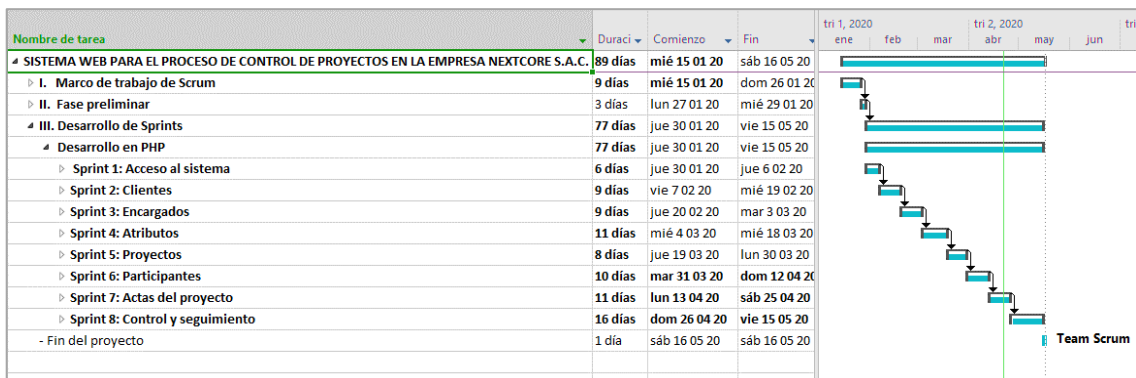 tri 1, 2020 tri 2, 2020 tri
Nombre de tarea Duraci Comienzo Fin ene feb mar abr may jun
SISTEMA WEB PARA EL PROCESO DE CONTROL DE PROYECTOS EN LA EMPRESA NEXTCORE S.A.C. 89 días mié 15 01 20 sáb 16 05 20
I. Marco de trabajo de Scrum 9 días mié 15 01 20 dom 26 01 20
II. Fase preliminar 3 días lun 27 01 20 mié 29 01 20
III. Desarrollo de Sprints 77 días jue 30 01 20 vie 15 05 20
Desarrollo en PHP 77 días jue 30 01 20 vie 15 05 20
Sprint 1: Acceso al sistema 6 días jue 30 01 20 jue 6 02 20
Sprint 2: Clientes 9 días vie 7 02 20 mié 19 02 20
Sprint 3: Encargados 9 días jue 20 02 20 mar 3 03 20
Sprint 4: Atributos 11 días mié 4 03 20 mié 18 03 20
Sprint 5: Proyectos 8 días jue 19 03 20 lun 30 03 20
Sprint 6: Participantes 10 días mar 31 03 20 dom 12 04 20
Sprint 7: Actas del proyecto 11 días lun 13 04 20 sáb 25 04 20
Sprint 8: Control y seguimiento 16 días dom 26 04 20 vie 15 05 20
- Fin del proyecto 1 día sáb 16 05 20 sáb 16 05 20 Team Scrum